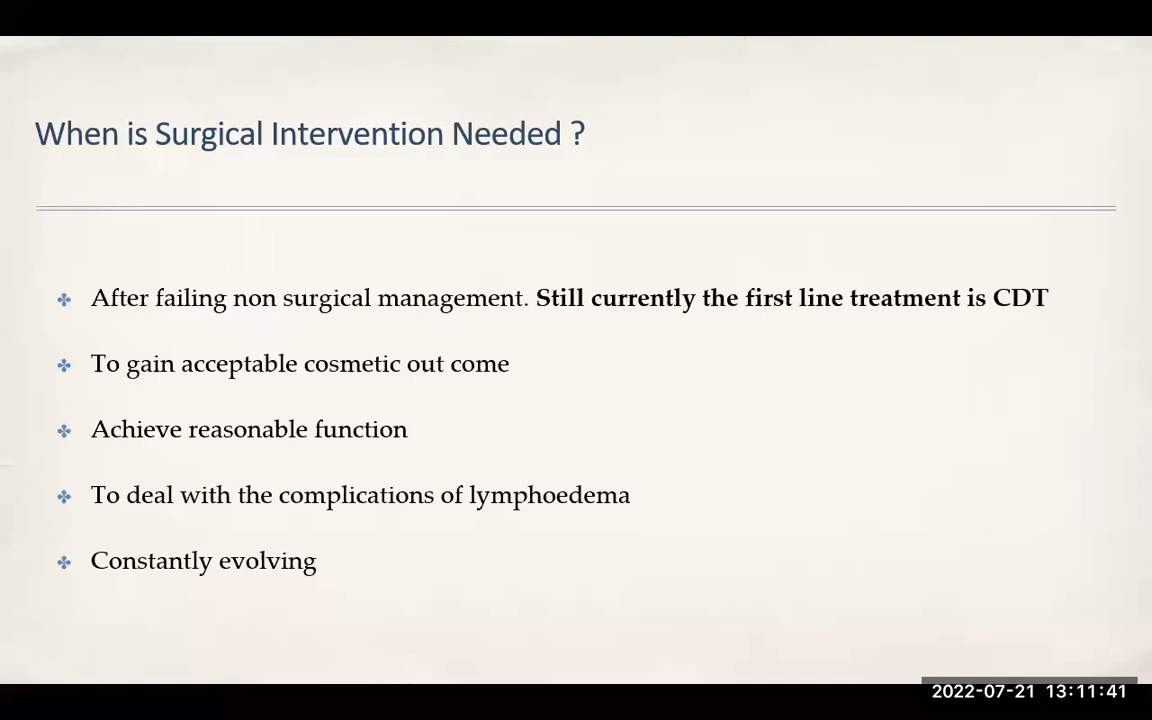 When is Surgical Intervention Needed ?
After failing non surgical management. Still currently the first line treatment is CDT
To gain acceptable cosmetic out come
Achieve reasonable function
To deal with the complications of lymphoedema
Constantly evolving
2022-07-21 13:11:41